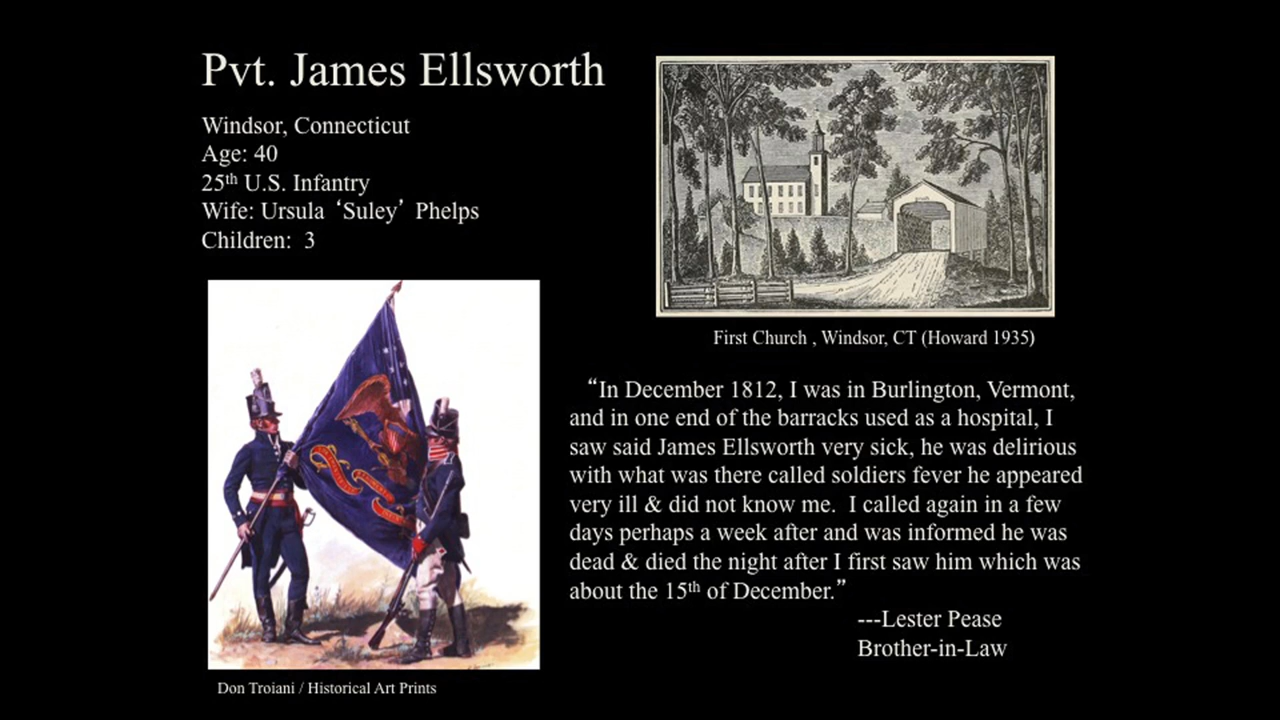 Pvt. James Ellsworth
Windsor, Connecticut
Age: 40
25th U.S. Infantry
Wife: Ursula ‘Suley’ Phelps
Children:  3
First Church , Windsor, CT (Howard 1935)
“In December 1812, I was in Burlington, Vermont,
and in one end of the barracks used as a hospital, I
saw said James Ellsworth very sick, he was delirious
with what was there called soldiers fever he appeared
very ill & did not know me.  I called again in a few
days perhaps a week after and was informed he was
dead & died the night after I first saw him which was
about the 15th of December.”
---Lester Pease
Brother-in-Law
Don Troiani / Historical Art Prints